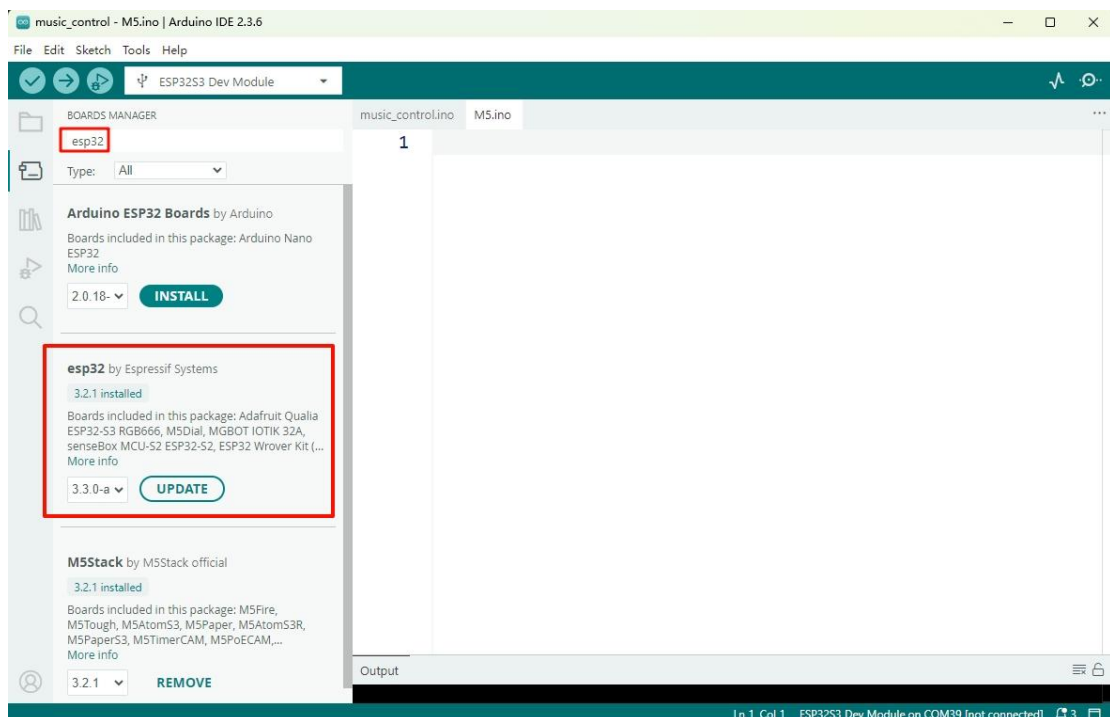 music_control - M5.ino | Arduino IDE 2.3.6
File Edit Sketch Tools Help
ESP32S3 Dev Module
BOARDS MANAGER
esp32
Type: All
Arduino ESP32 Boards by Arduino
Boards included in this package: Arduino Nano
ESP32
More info
2.0.18-
INSTALL
esp32 by Espressif Systems
3.2.1 installed
Boards included in this package: Adafruit Qualia
ESP32-S3 RGB666, M5Dial, MGBOT IOTIK 32A,
senseBox MCU-S2 ESP32-S2, ESP32 Wrover Kit (...
More info
3.3.0-a
UPDATE
M5Stack by M5Stack official
3.2.1 installed
Boards included in this package: M5Fire,
M5Tough, M5AtomS3, M5Paper, M5AtomS3R,
M5PaperS3, M5TimerCAM, M5PoECAM,...
More info
3.2.1
REMOVE
music_control.ino M5.ino
1
Output
Ln 1, Col 1 ESP32S3 Dev Module on COM39 [not connected] 3